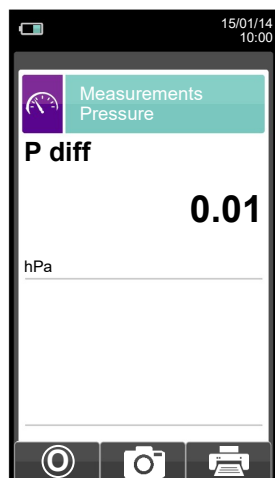 15/01/14
10:00
Measurements
Pressure
P diff
0.01
hPa
O